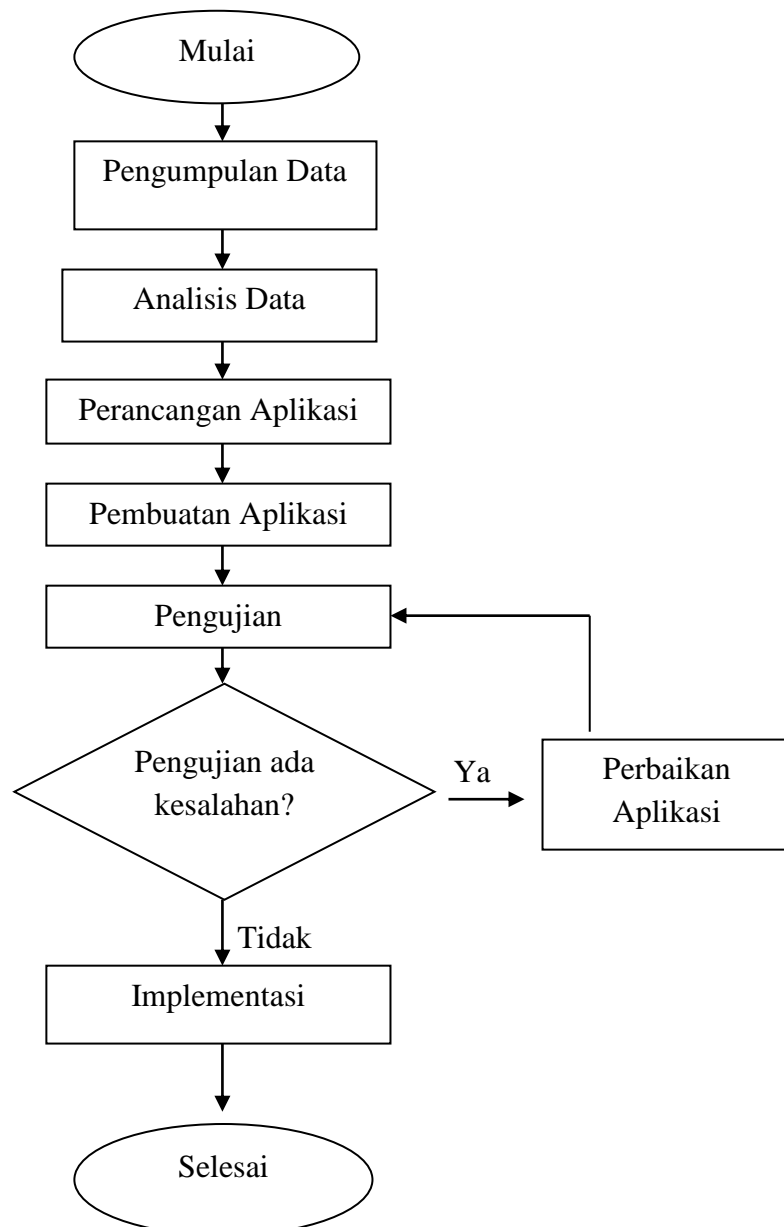 Mulai
Pengumpulan Data
Analisis Data
Perancangan Aplikasi
Pembuatan Aplikasi
Pengujian
Pengujian ada
kesalahan?
Ya
Perbaikan
Aplikasi
Tidak
Implementasi
Selesai